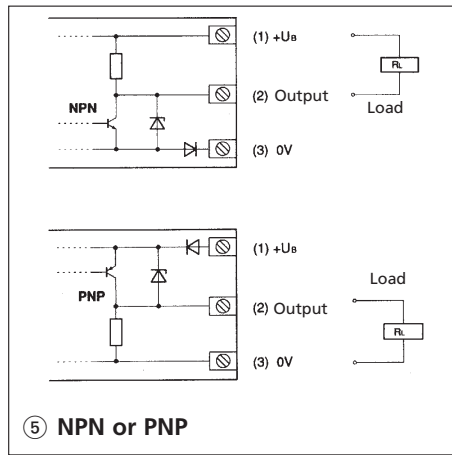 (1) +UB
RL
NPN
(2) Output
Load
(3) 0V
(1) +UB
PNP
Load
(2) Output
RL
(3) 0V
⑤ NPN or PNP